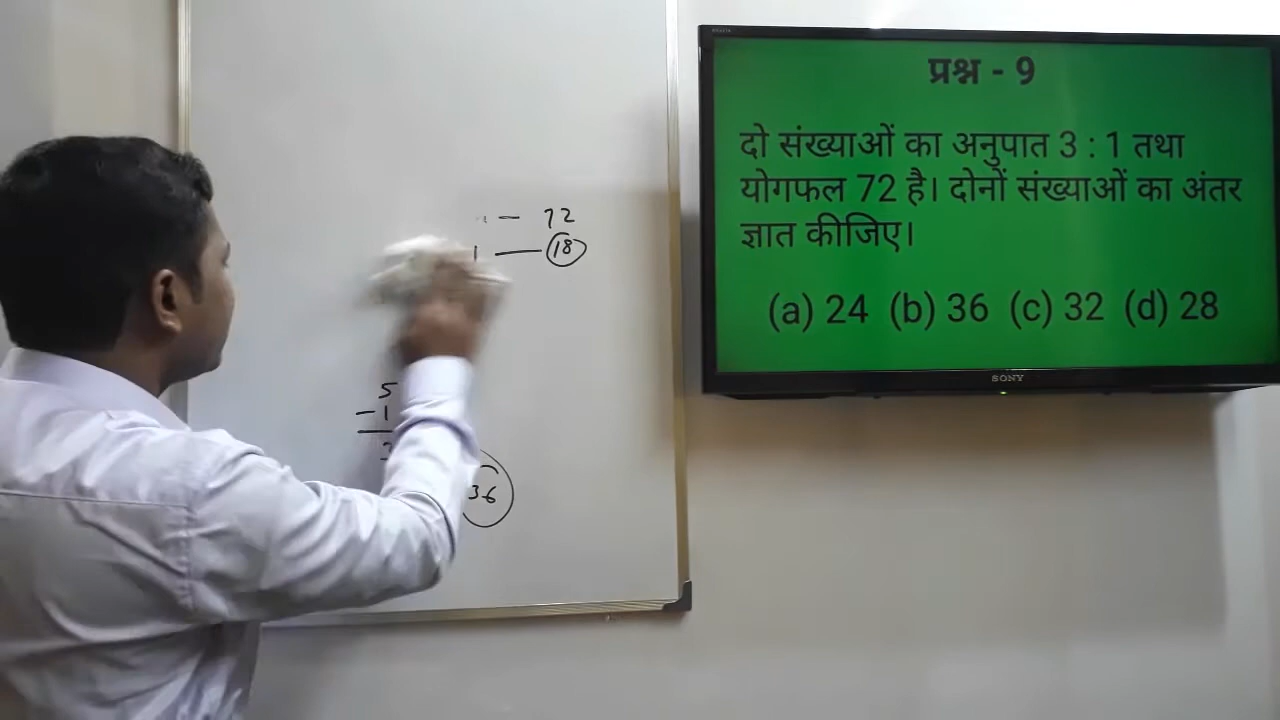 प्रश्न - 9
दो संख्याओं का अनुपात 3 : 1 तथा
योगफल 72 है। दोनों संख्याओं का अंतर
ज्ञात कीजिए।
(a) 24 (b) 36 (c) 32 (d) 28
SONY
— 72
1 — 18
5
– 1
36